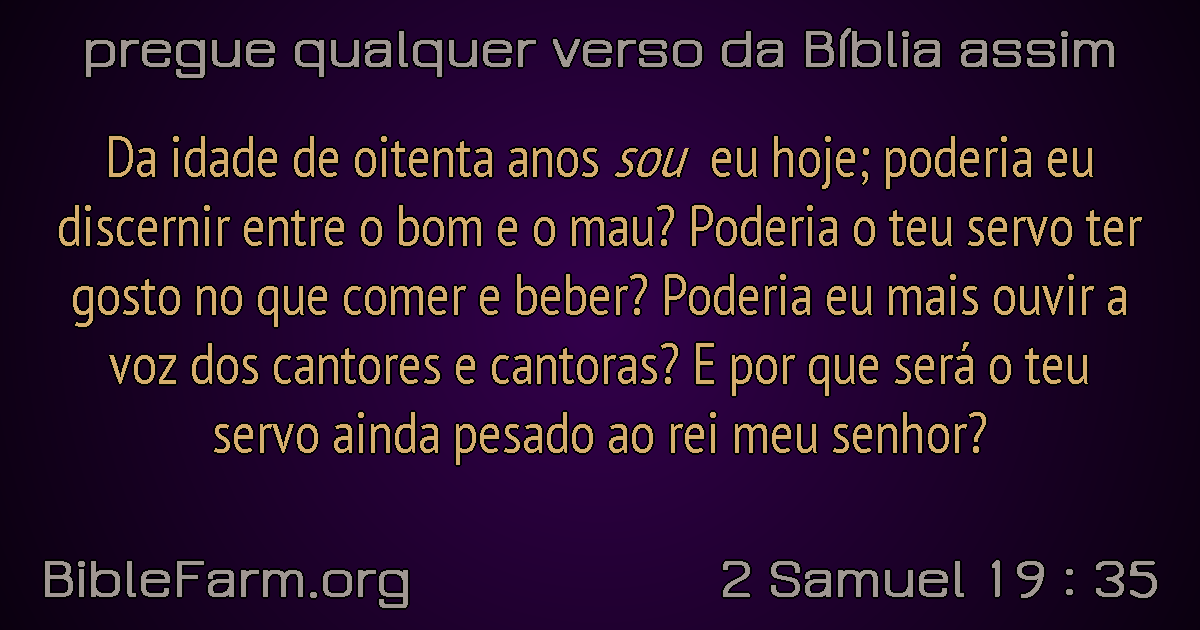 pregue qualquer verso da Bíblia assim
Da idade de oitenta anos sou eu hoje; poderia eu
discernir entre o bom e o mau? Poderia o teu servo ter
gosto no que comer e beber? Poderia eu mais ouvir a
voz dos cantores e cantoras? E por que será o teu
servo ainda pesado ao rei meu senhor?
BibleFarm.org
2 Samuel 19 : 35